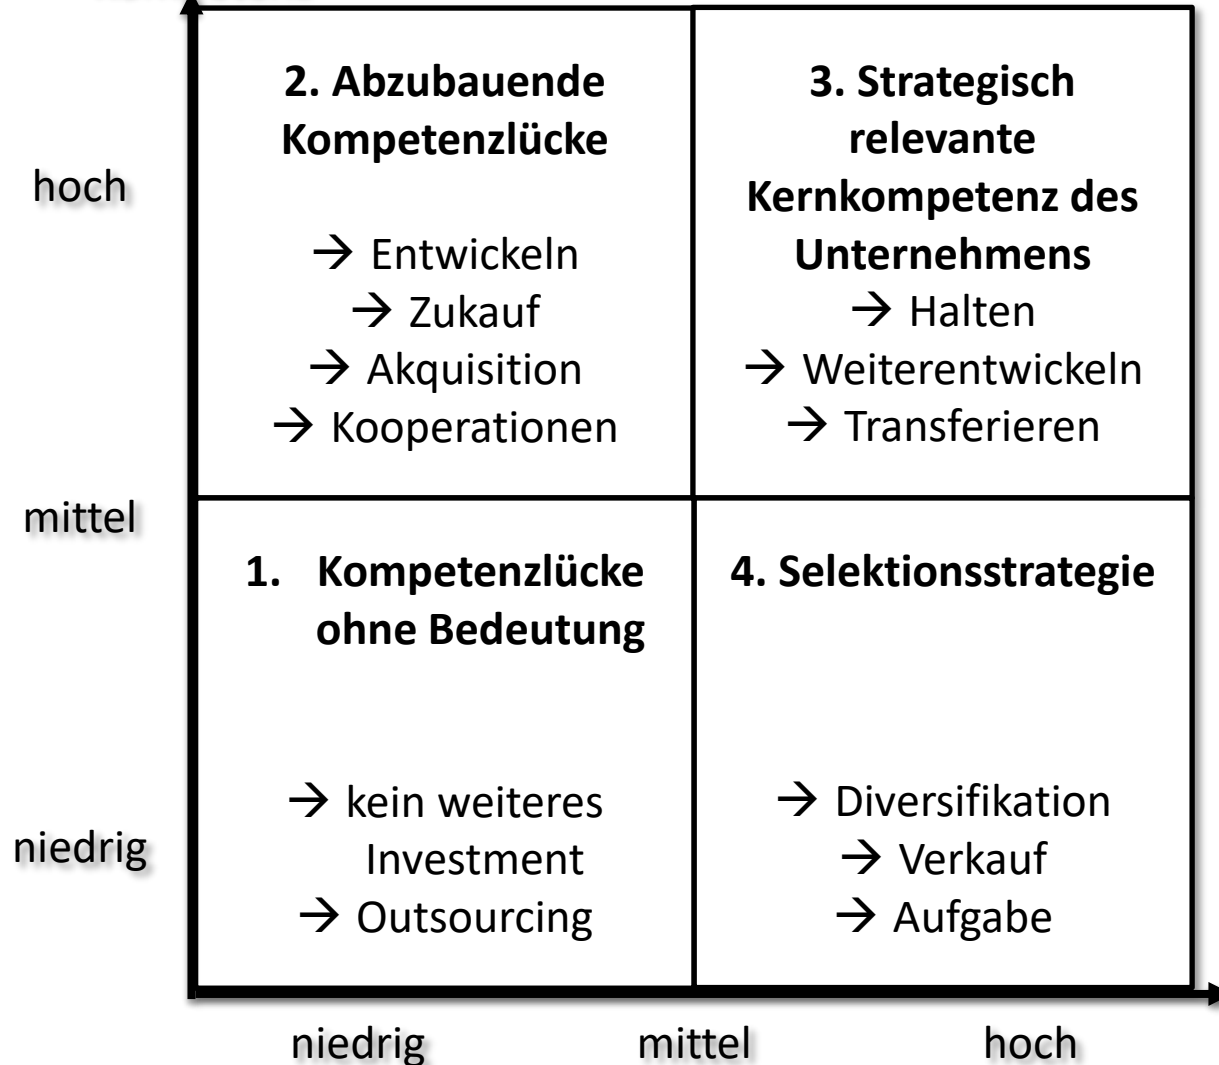 2. Abzubauende
Kompetenzlücke
→ Entwickeln
→ Zukauf
→ Akquisition
→ Kooperationen
3. Strategisch
relevante
Kernkompetenz des
Unternehmens
→ Halten
→ Weiterentwickeln
→ Transferieren
hoch
mittel
1. Kompetenzlücke
ohne Bedeutung
→ kein weiteres
Investment
→ Outsourcing
4. Selektionsstrategie
→ Diversifikation
→ Verkauf
→ Aufgabe
niedrig
niedrig
mittel
hoch